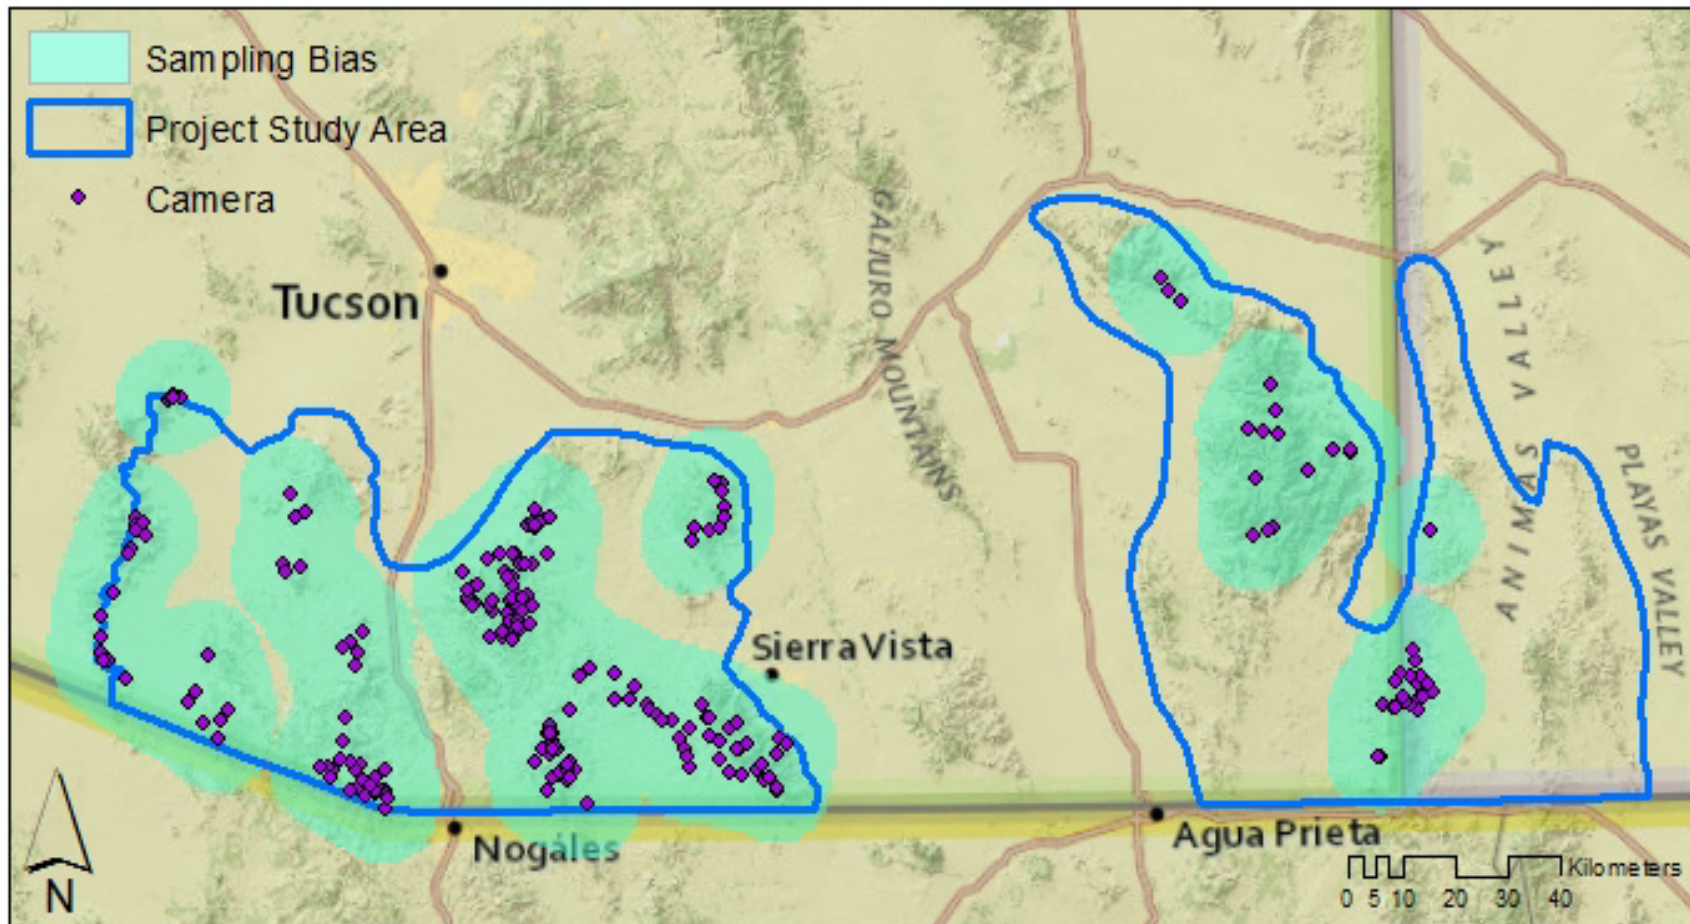 Sampling Bias
Project Study Area
Camera
Tucson
GALIURO MOUNTAINS
ANIMAS VALLEY
PLAYAS VALLEY
Sierra Vista
Nogáles
Agua Prieta
N
Kilometers
0 5 10 20 30 40